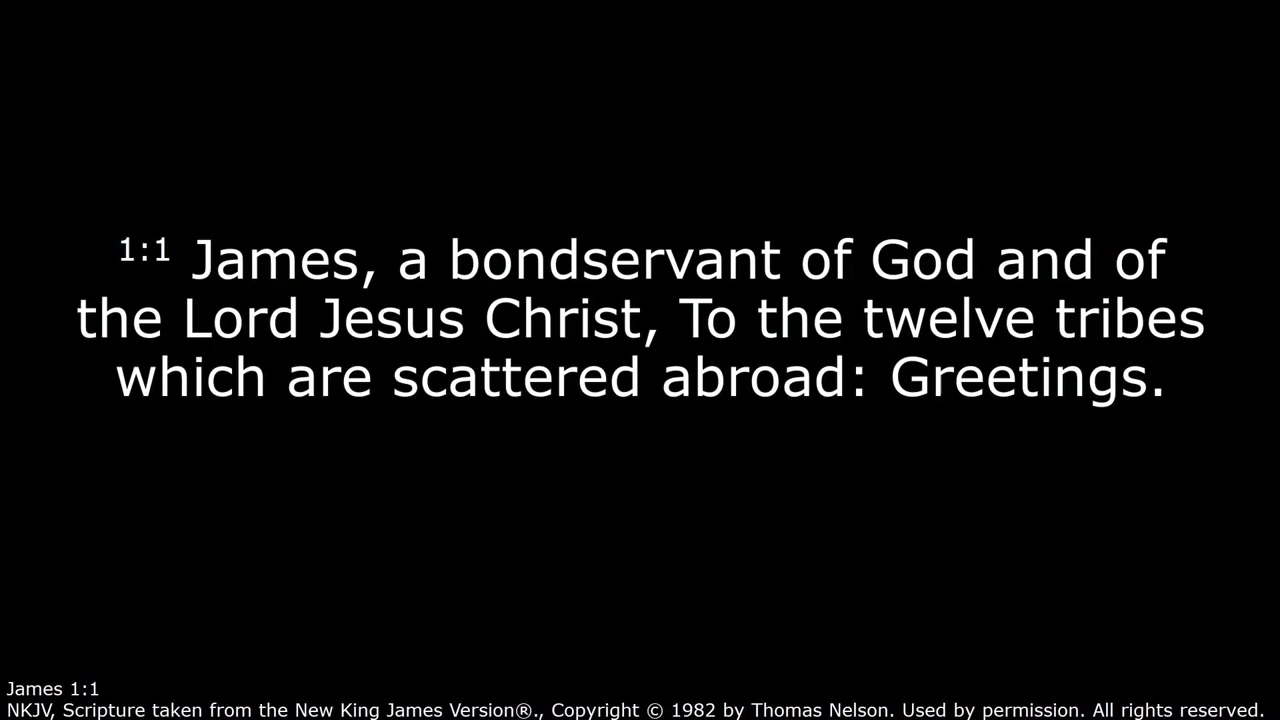 1:1 James, a bondservant of God and of
the Lord Jesus Christ, To the twelve tribes
which are scattered abroad: Greetings.
James 1:1
NKJV, Scripture taken from the New King James Version®., Copyright © 1982 by Thomas Nelson. Used by permission. All rights reserved.